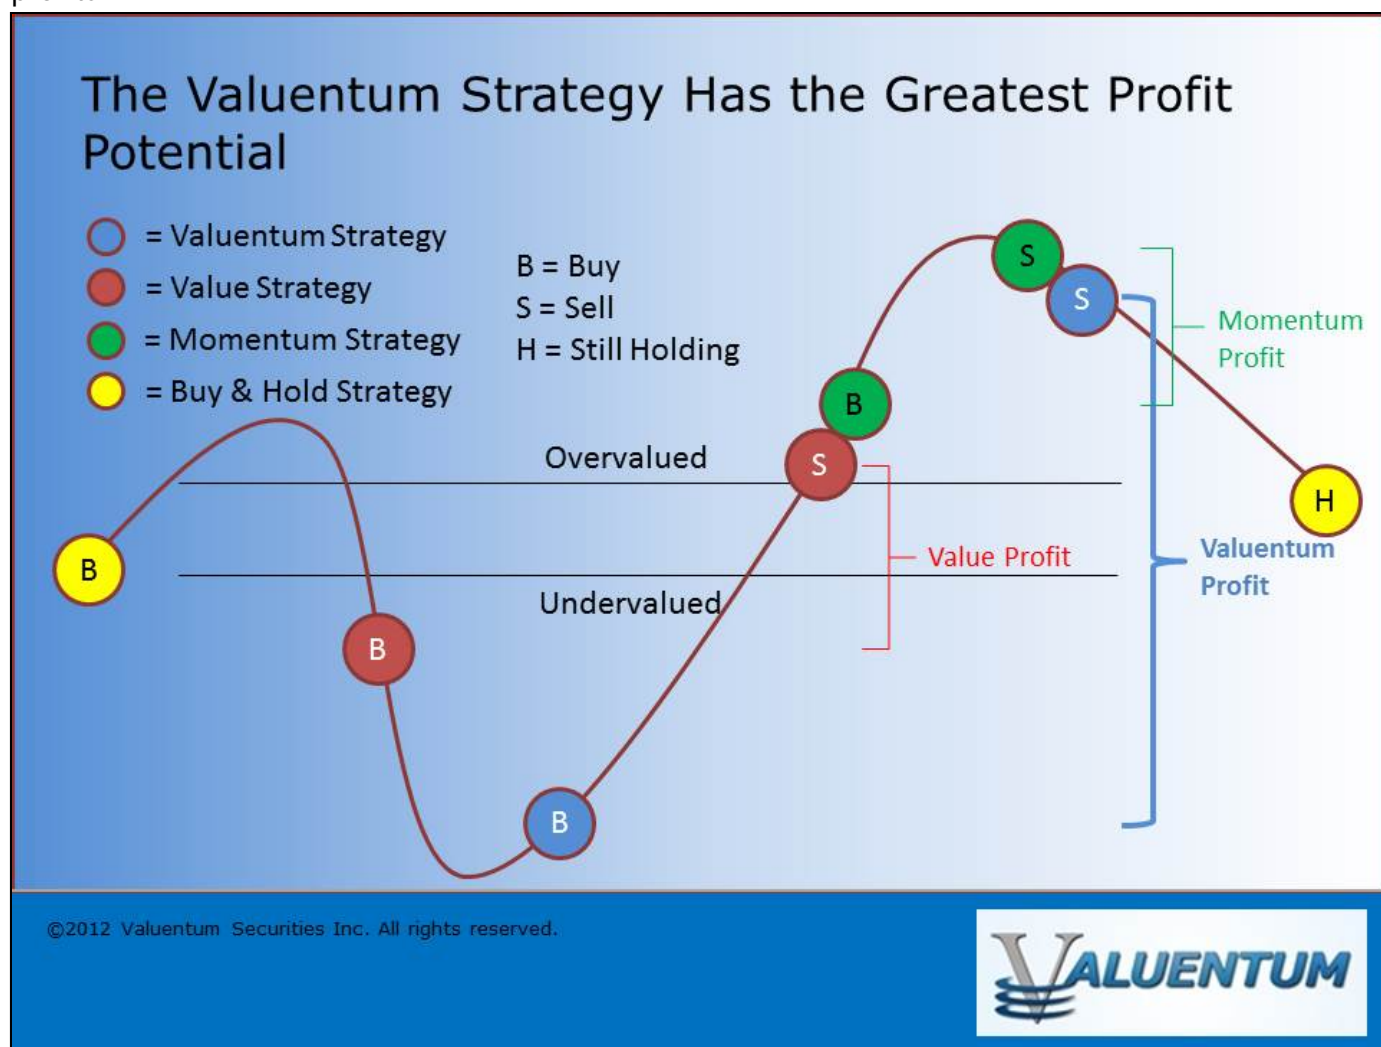 The Valuentum Strategy Has the Greatest Profit
Potential
= Valuentum Strategy
= Value Strategy
= Momentum Strategy
= Buy & Hold Strategy
B = Buy
S = Sell
H = Still Holding
S
S
Momentum
Profit
B
Overvalued
S
H
B
Value Profit
Valuentum
Profit
Undervalued
B
B
©2012 Valuentum Securities Inc. All rights reserved.
VALUENTUM